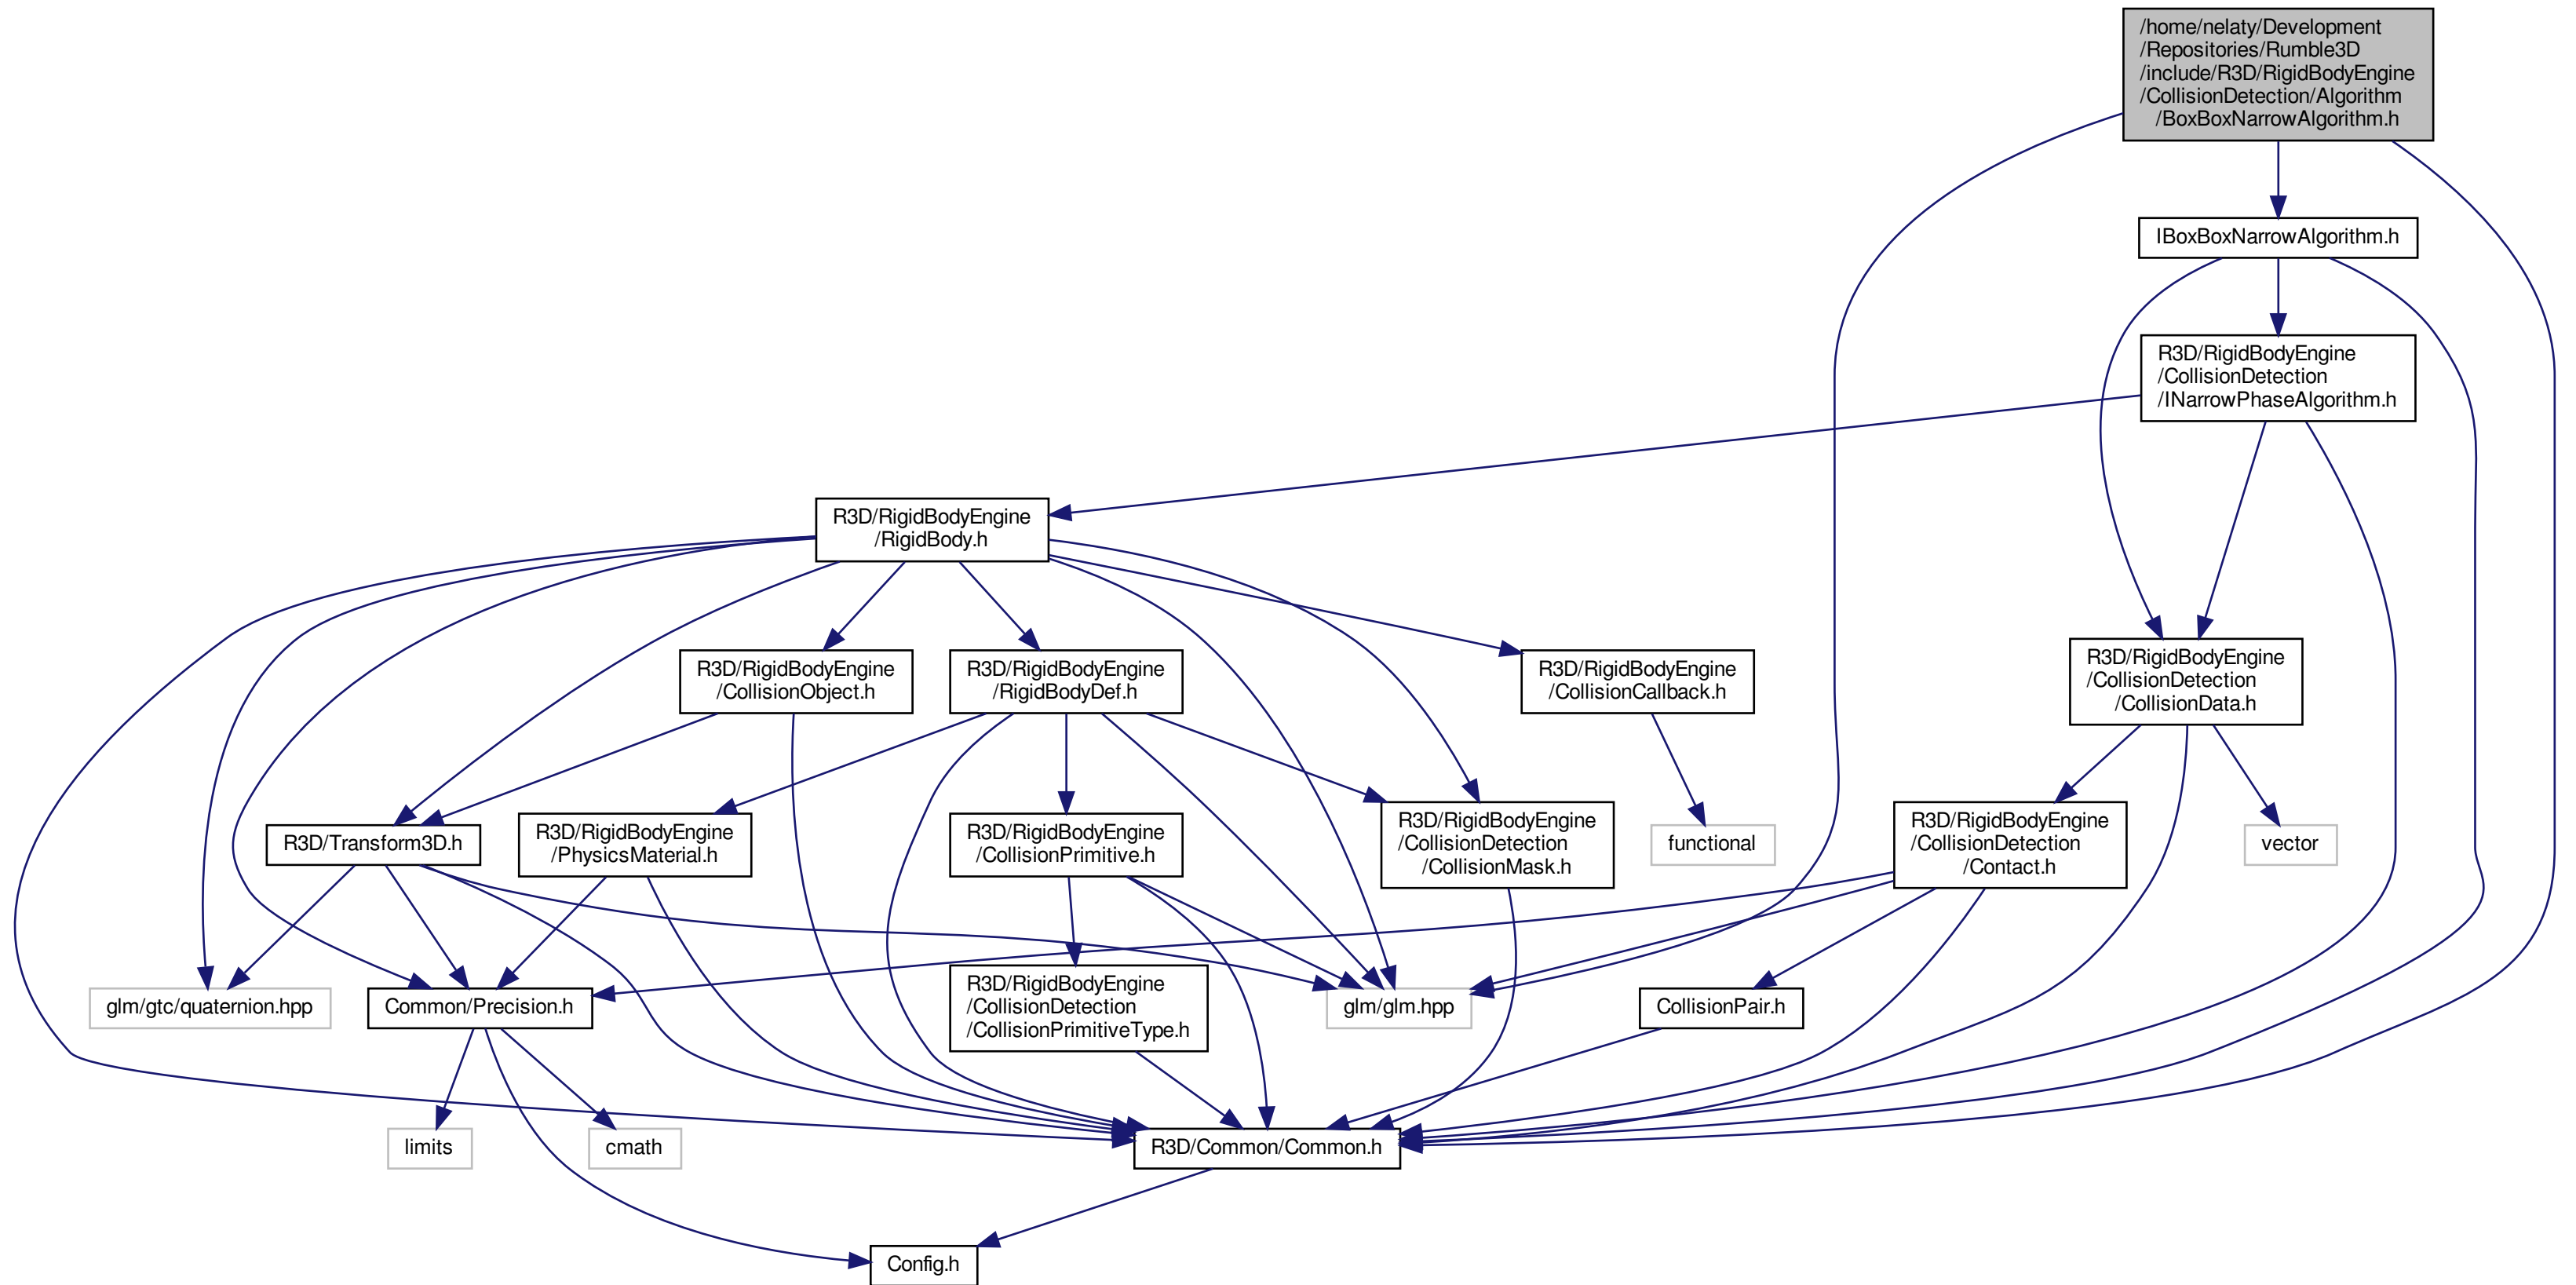 /home/nelaty/Development
/Repositories/Rumble3D
/include/R3D/RigidBodyEngine
/CollisionDetection/Algorithm
/BoxBoxNarrowAlgorithm.h
IBoxBoxNarrowAlgorithm.h
R3D/RigidBodyEngine
/CollisionDetection
/INarrowPhaseAlgorithm.h
R3D/RigidBodyEngine
/RigidBody.h
R3D/RigidBodyEngine
/CollisionObject.h
R3D/RigidBodyEngine
/RigidBodyDef.h
R3D/RigidBodyEngine
/CollisionCallback.h
R3D/RigidBodyEngine
/CollisionDetection
/CollisionData.h
R3D/Transform3D.h
R3D/RigidBodyEngine
/PhysicsMaterial.h
R3D/RigidBodyEngine
/CollisionPrimitive.h
R3D/RigidBodyEngine
/CollisionDetection
/CollisionMask.h
functional
R3D/RigidBodyEngine
/CollisionDetection
/Contact.h
vector
glm/gtc/quaternion.hpp
Common/Precision.h
R3D/RigidBodyEngine
/CollisionDetection
/CollisionPrimitiveType.h
glm/glm.hpp
CollisionPair.h
limits
cmath
R3D/Common/Common.h
Config.h